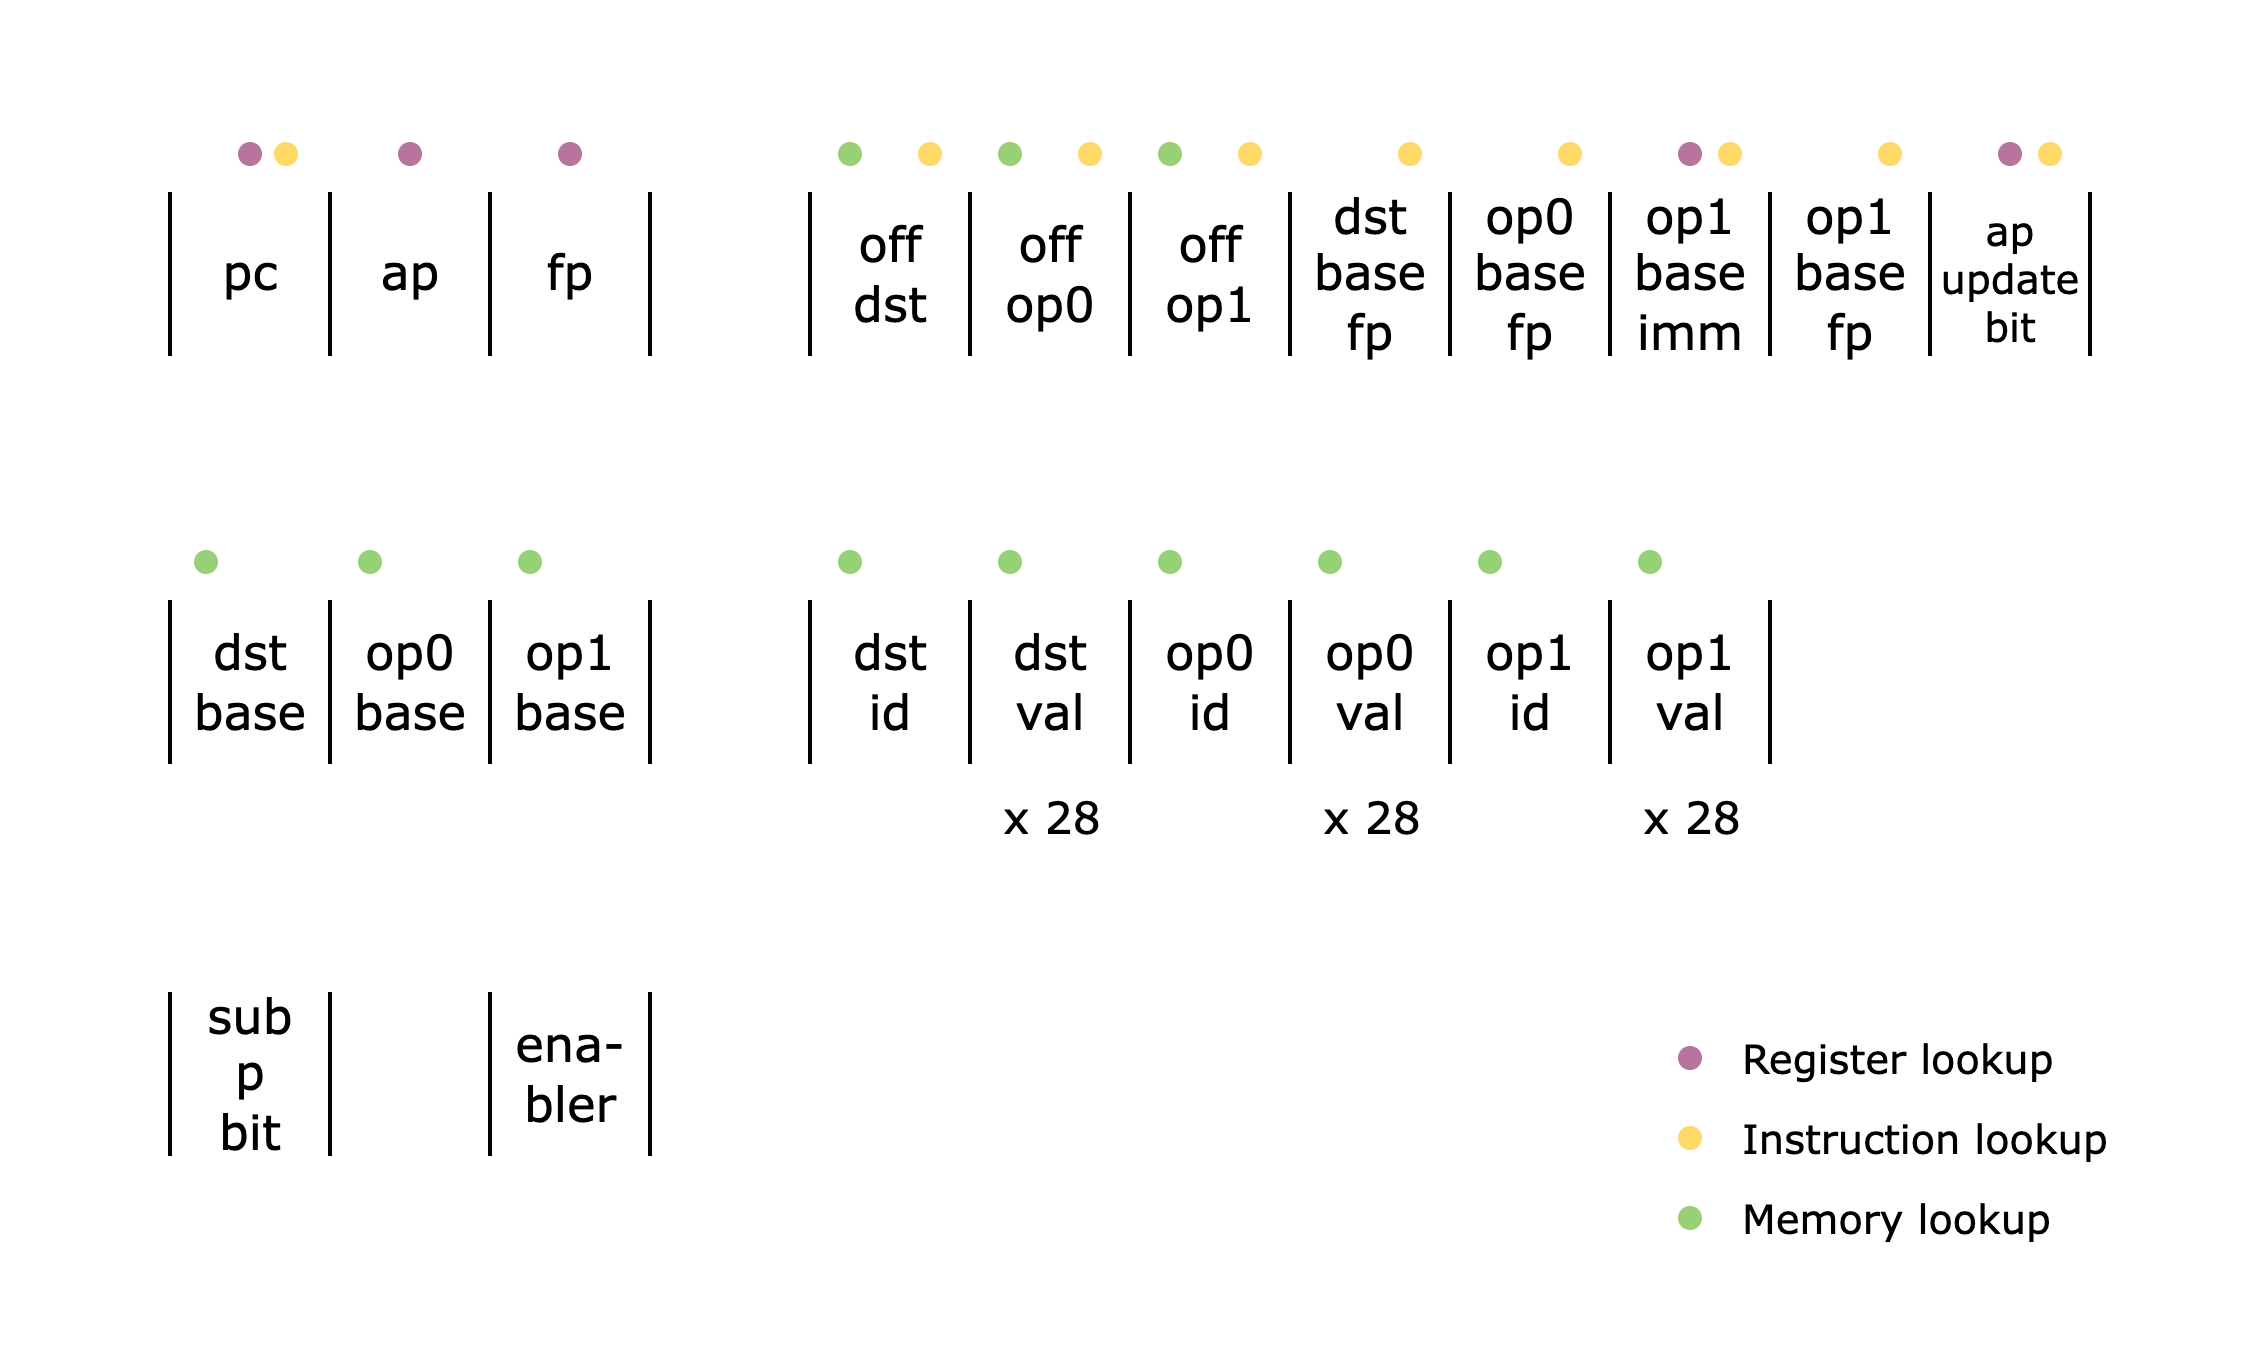 pc
ap
fp
off
dst
off
op0
off
op1
dst
base
fp
op0
base
fp
op1
base
imm
op1
base
fp
ap
update
bit
dst
base
op0
base
op1
base
dst
id
dst
val
op0
id
op0
val
op1
id
op1
val
x 28
x 28
x 28
sub
p
bit
ena-
bler
Register lookup
Instruction lookup
Memory lookup